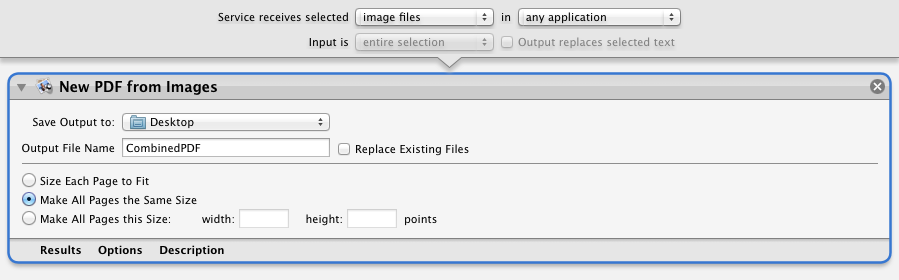 Service receives selected image files in any application
Input is entire selection Output replaces selected text
New PDF from Images
Save Output to: Desktop
Output File Name CombinedPDF Replace Existing Files
Size Each Page to Fit
Make All Pages the Same Size
Make All Pages this Size: width: height: points
Results Options Description